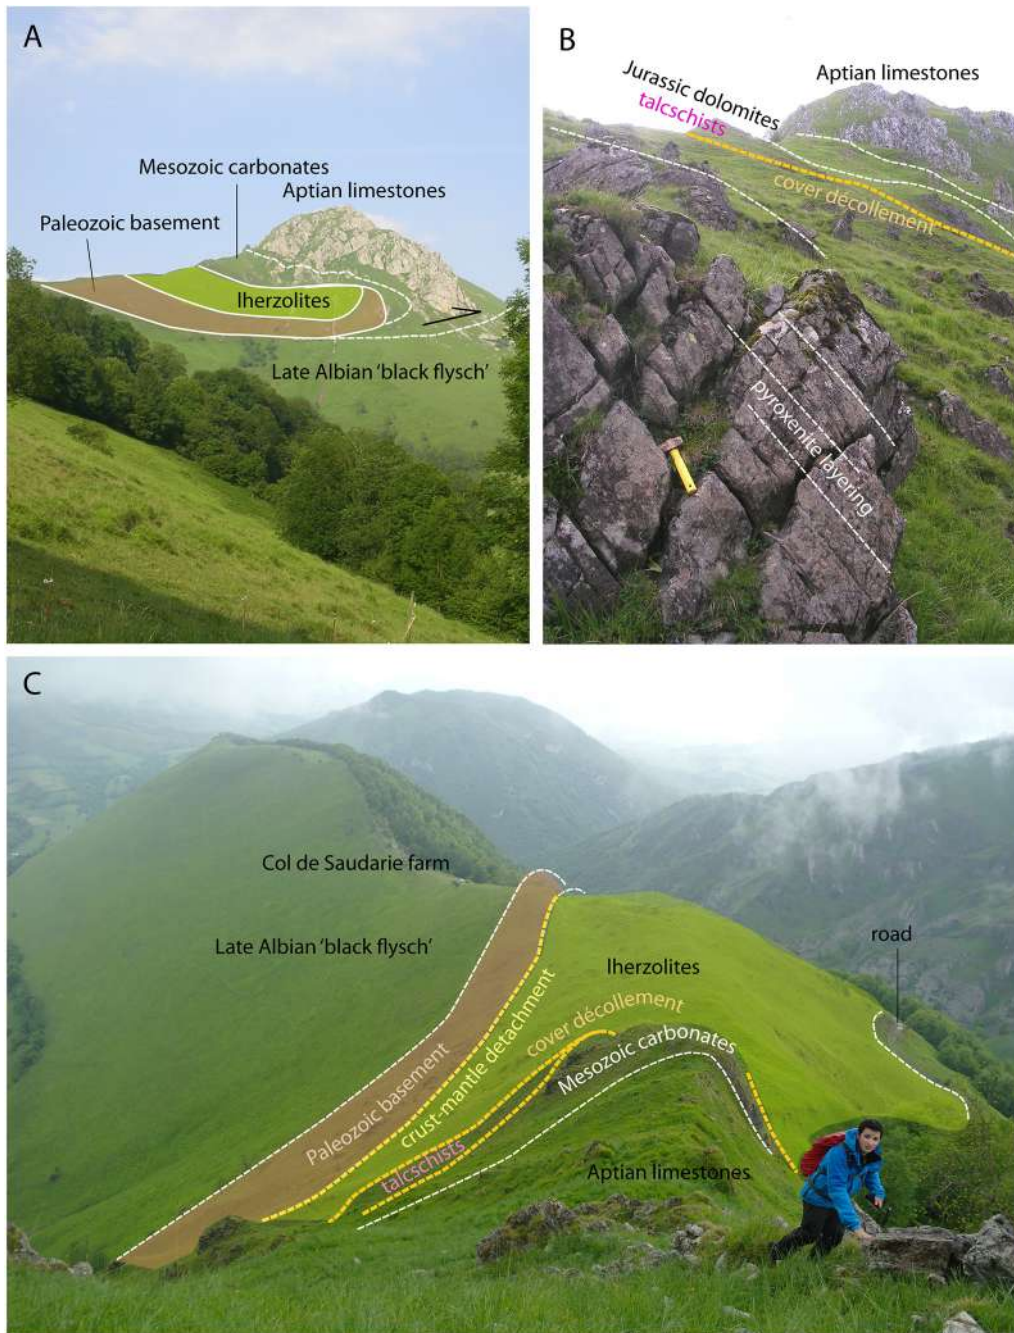 A
Mesozoic carbonates
Aptian limestones
Paleozoic basement
lherzolites
Late Albian 'black flysch'
B
Jurassic dolomites
talcschists
Aptian limestones
cover décollement
pyroxenite layering
C
Col de Saudarie farm
Late Albian 'black flysch'
road
lherzolites
cover décollement
crust-mantle detachment
Mesozoic carbonates
Paleozoic basement
talcschists
Aptian limestones